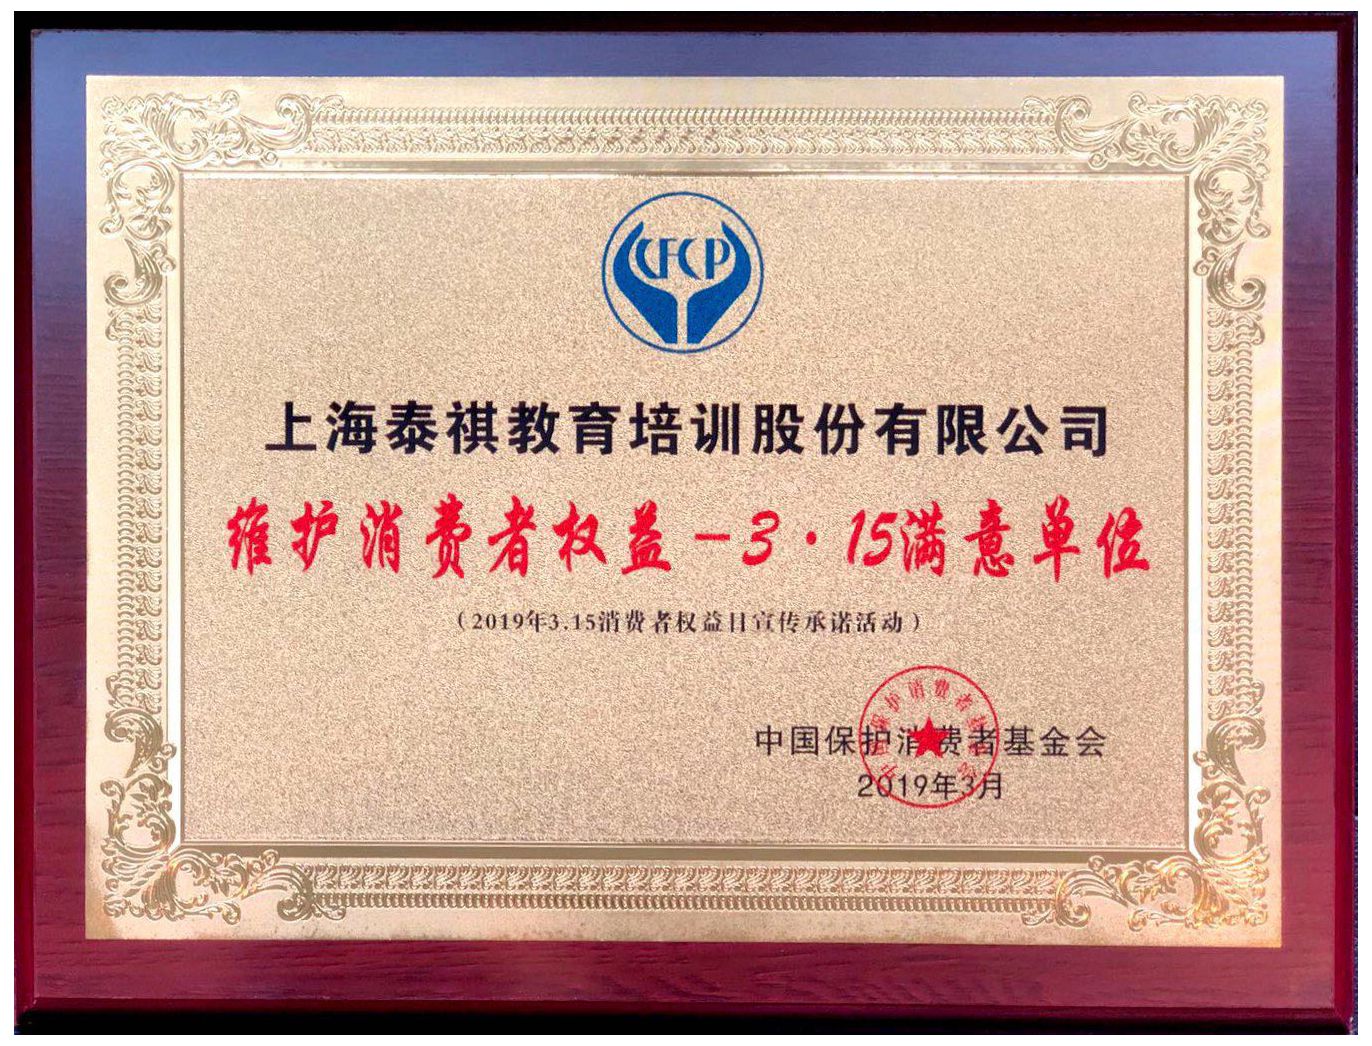 CFCP
上海泰祺教育培训股份有限公司
维护消费者权益-3·15满意单位
(2019年3.15消费者权益日宣传承诺活动)
中国保护消费者基金会
2019年3月